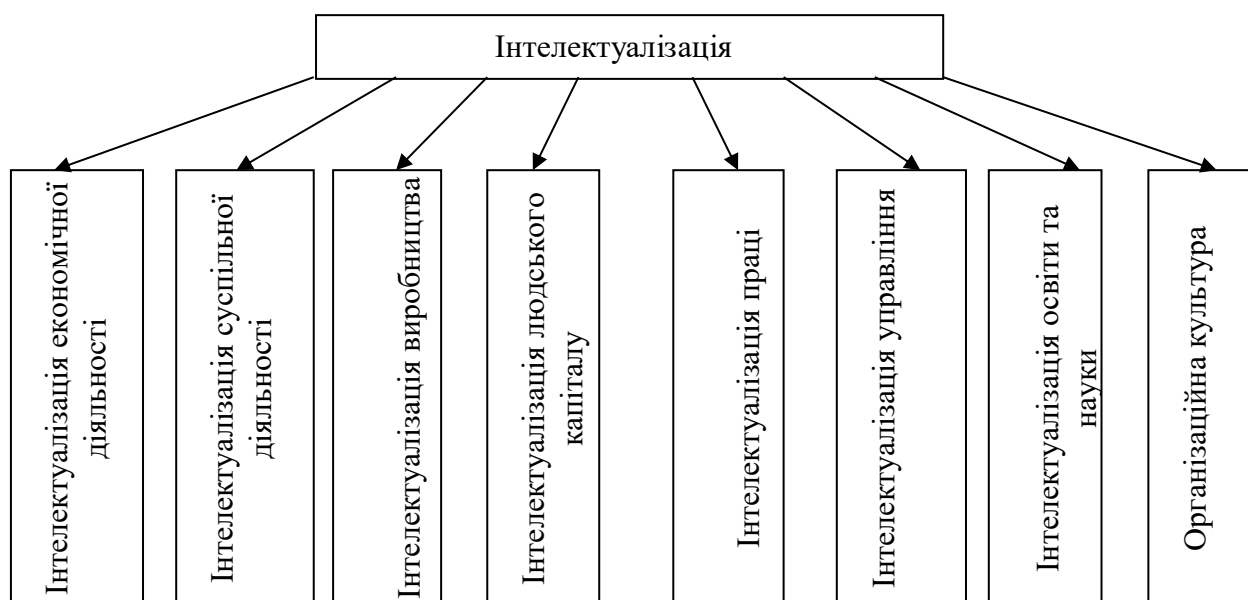 Інтелектуалізація
Інтелектуалізація економічної
діяльності
Інтелектуалізація суспільної
діяльності
Інтелектуалізація виробництва
Інтелектуалізація людського
капіталу
Інтелектуалізація праці
Інтелектуалізація управління
Інтелектуалізація освіти та
науки
Організаційна культура